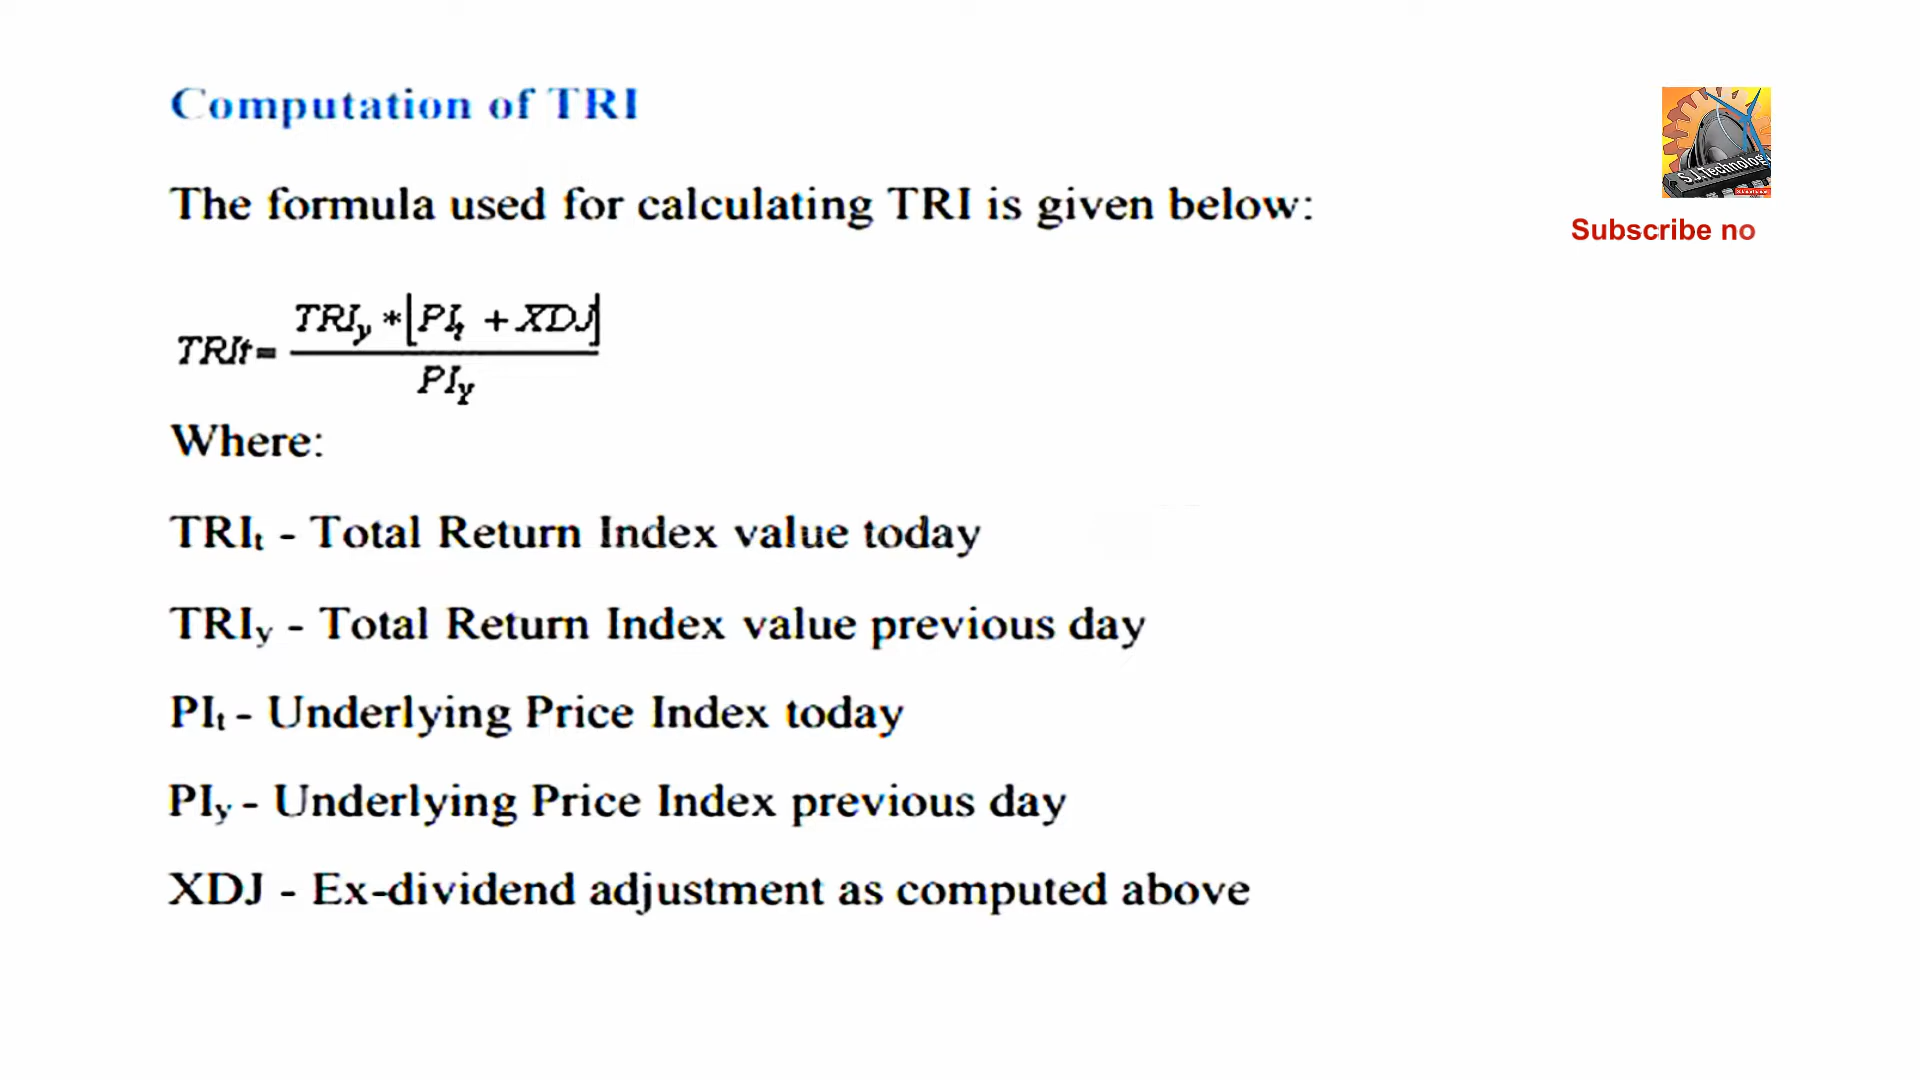 Computation of TRI
S.J.Technolog
Subscribe no
The formula used for calculating TRI is given below:
TRIt= TRIy *[PIt + XDJ]
PIy
Where:
TRIt - Total Return Index value today
TRIy - Total Return Index value previous day
PIt - Underlying Price Index today
PIy - Underlying Price Index previous day
XDJ - Ex-dividend adjustment as computed above